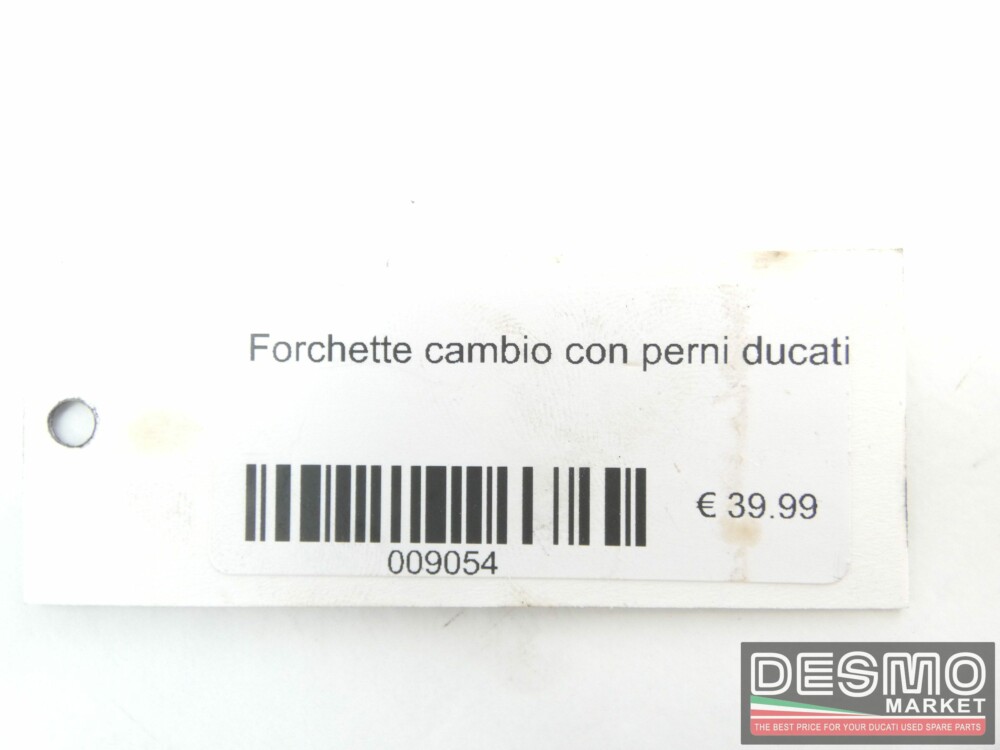 Forchette cambio con perni ducati
€ 39.99
009054
DESMO
MARKET
THE BEST PRICE FOR YOUR DUCATI USED SPARE PARTS